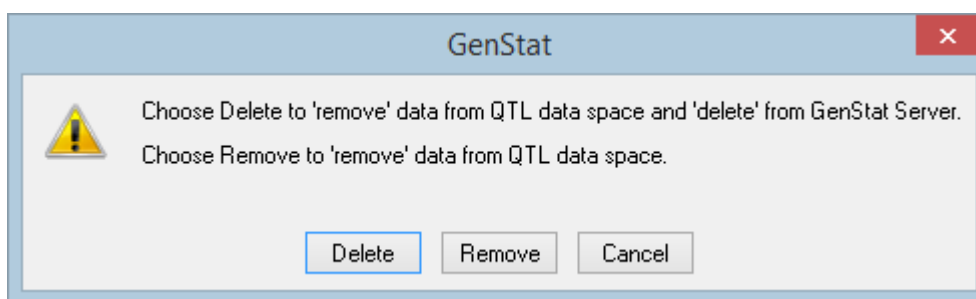 GenStat
Choose Delete to 'remove' data from QTL data space and 'delete' from GenStat Server.
Choose Remove to 'remove' data from QTL data space.
Delete Remove Cancel